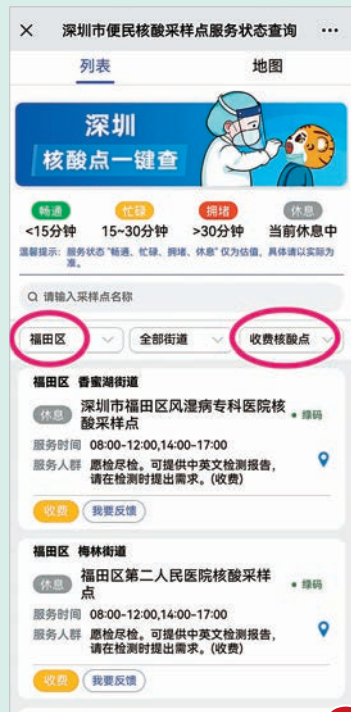 × 深圳市便民核酸采样点服务状态查询 ···
列表 地图
深圳
核酸点一键查
畅通 忙碌 拥堵 休息
<15分钟 15~30分钟 >30分钟 当前休息中
温馨提示：服务状态“畅通、忙碌、拥堵、休息”仅为估值，具体请以实际为
准。
请输入采样点名称
福田区 全部街道 收费核酸点
福田区 香蜜湖街道
休息 深圳市福田区风湿病专科医院核
酸采样点
• 绿码
服务时间 08:00-12:00,14:00-17:00
服务人群 愿检尽检。可提供中英文检测报告，
请在检测时提出需求。(收费)
收费 我要反馈
福田区 梅林街道
休息 福田区第二人民医院核酸采样
点
• 绿码
服务时间 08:00-12:00,14:00-17:00
服务人群 愿检尽检。可提供中英文检测报告，
请在检测时提出需求。(收费)
收费 我要反馈